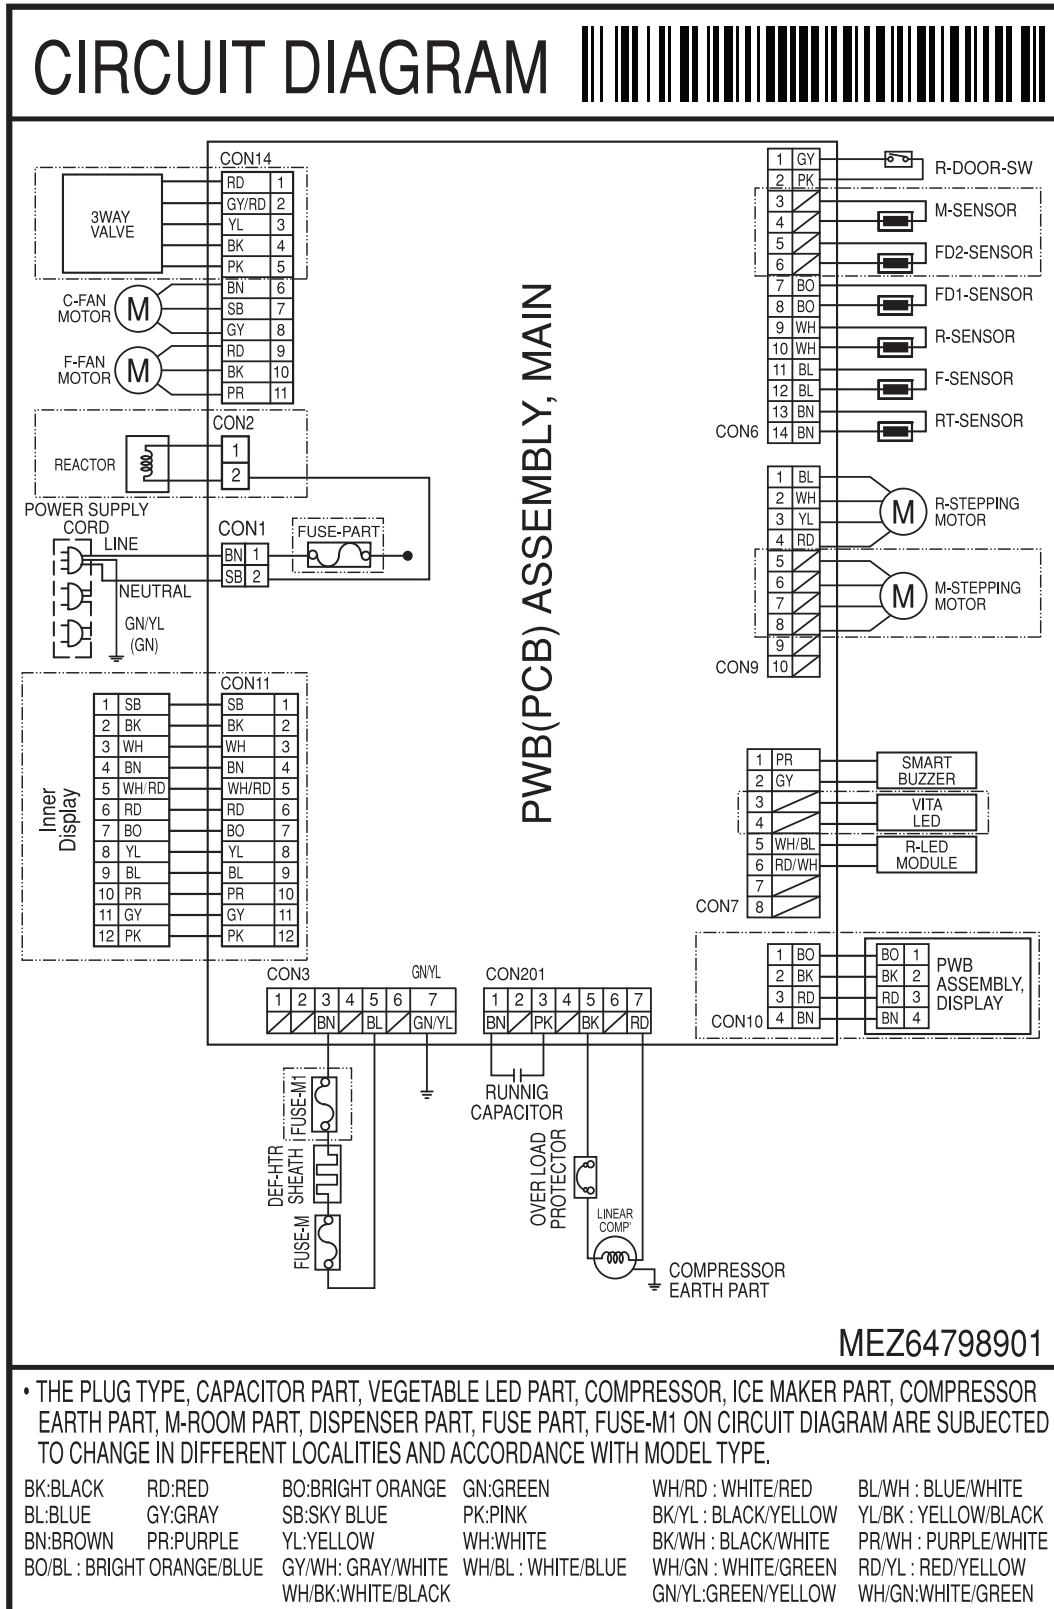 CIRCUIT DIAGRAM
CON14
3WAY
VALVE
RD 1
GY/RD 2
YL 3
BK 4
PK 5
C-FAN
MOTOR
M
BN 6
SB 7
GY 8
F-FAN
MOTOR
M
RD 9
BK 10
PR 11
CON2
REACTOR
1
2
POWER SUPPLY
CORD
LINE
NEUTRAL
GN/YL
(GN)
CON1
BN 1
SB 2
FUSE-PART
PWB(PCB) ASSEMBLY, MAIN
CON11
Inner
Display
1 SB SB 1
2 BK BK 2
3 WH WH 3
4 BN BN 4
5 WH/RD WH/RD 5
6 RD RD 6
7 BO BO 7
8 YL YL 8
9 BL BL 9
10 PR PR 10
11 GY GY 11
12 PK PK 12
1 GY
2 PK
3
4
5
6
7 BO
8 BO
9 WH
10 WH
11 BL
12 BL
13 BN
14 BN
CON6
R-DOOR-SW
M-SENSOR
FD2-SENSOR
FD1-SENSOR
R-SENSOR
F-SENSOR
RT-SENSOR
1 BL
2 WH
3 YL
4 RD
5
6
7
8
9
10
CON9
M
R-STEPPING
MOTOR
M
M-STEPPING
MOTOR
1 PR
2 GY
3
4
5 WH/BL
6 RD/WH
7
8
CON7
SMART
BUZZER
VITA
LED
R-LED
MODULE
1 BO BO 1
2 BK BK 2
3 RD RD 3
4 BN BN 4
CON10
PWB
ASSEMBLY,
DISPLAY
CON3 GN/YL
1 2 3 4 5 6 7
BN BL GN/YL
CON201
1 2 3 4 5 6 7
BN PK BK RD
FUSE-M1
DEF-HTR
SHEATH
FUSE-M
RUNNIG
CAPACITOR
OVER LOAD
PROTECTOR
LINEAR
COMP'
COMPRESSOR
EARTH PART
MEZ64798901
• THE PLUG TYPE, CAPACITOR PART, VEGETABLE LED PART, COMPRESSOR, ICE MAKER PART, COMPRESSOR
EARTH PART, M-ROOM PART, DISPENSER PART, FUSE PART, FUSE-M1 ON CIRCUIT DIAGRAM ARE SUBJECTED
TO CHANGE IN DIFFERENT LOCALITIES AND ACCORDANCE WITH MODEL TYPE.
BK:BLACK RD:RED BO:BRIGHT ORANGE GN:GREEN WH/RD : WHITE/RED BL/WH : BLUE/WHITE
BL:BLUE GY:GRAY SB:SKY BLUE PK:PINK BK/YL : BLACK/YELLOW YL/BK : YELLOW/BLACK
BN:BROWN PR:PURPLE YL:YELLOW WH:WHITE BK/WH : BLACK/WHITE PR/WH : PURPLE/WHITE
BO/BL : BRIGHT ORANGE/BLUE GY/WH: GRAY/WHITE WH/BL : WHITE/BLUE WH/GN : WHITE/GREEN RD/YL : RED/YELLOW
WH/BK:WHITE/BLACK GN/YL:GREEN/YELLOW WH/GN:WHITE/GREEN